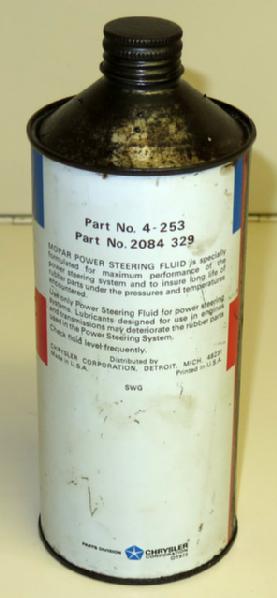 Part No. 4-253
Part No. 2084 329
MOPAR POWER STEERING FLUID is specially
formulated for maximum performance of the
power steering system and to insure long life of
rubber parts under the pressures and temperatures
encountered.
Use only Power Steering Fluid for power steering
systems. Lubricants designed for use in engines
and transmissions may deteriorate the rubber parts
used in the Power Steering System.
Check fluid level frequently.
Distributed by
CHRYSLER CORPORATION, DETROIT, MICH. 48231
Made in U.S.A. Printed in U.S.A.
SWG
PARTS DIVISION CHRYSLER
CORPORATION